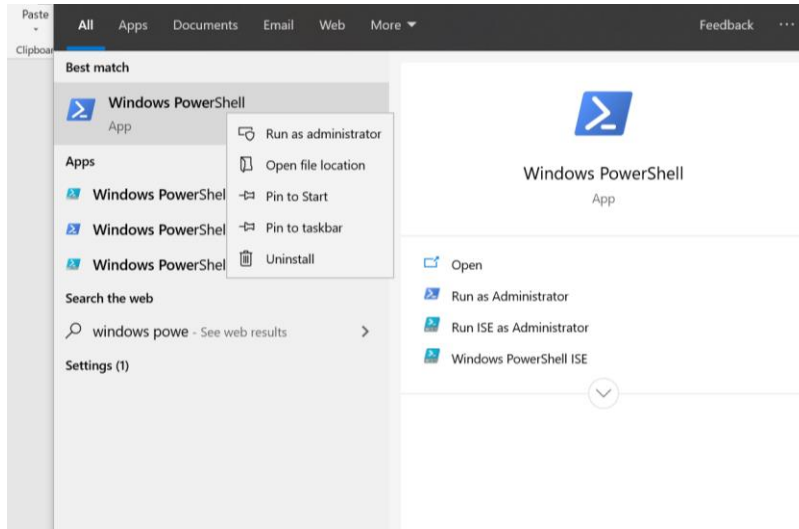 Paste
Clipboar
All Apps Documents Email Web More Feedback ...
Best match
Windows PowerShell
App
Run as administrator
Open file location
Pin to Start
Pin to taskbar
Uninstall
Apps
Windows PowerShel
Windows PowerShel
Windows PowerShel
Search the web
windows powe - See web results
Settings (1)
Windows PowerShell
App
Open
Run as Administrator
Run ISE as Administrator
Windows PowerShell ISE